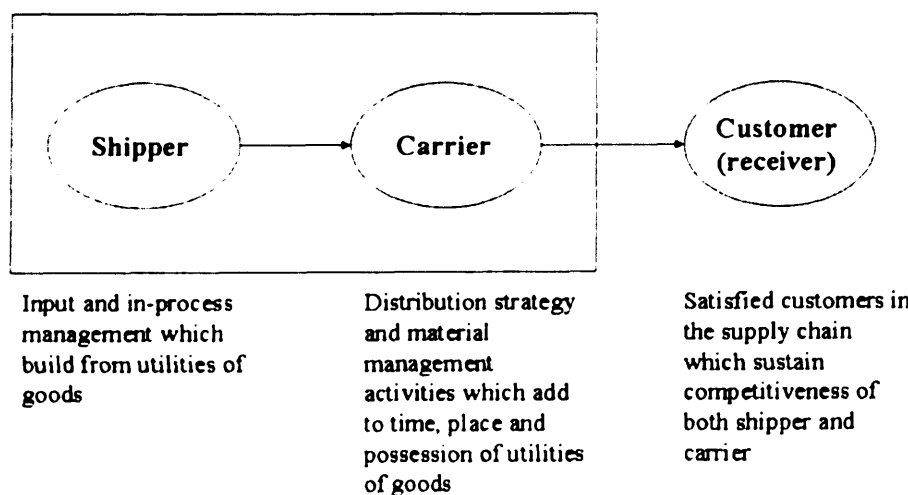 Shipper
Carrier
Customer
(receiver)
Input and in-process
management which
build from utilities of
goods
Distribution strategy
and material
management
activities which add
to time, place and
possession of utilities
of goods
Satisfied customers in
the supply chain
which sustain
competitiveness of
both shipper and
carrier